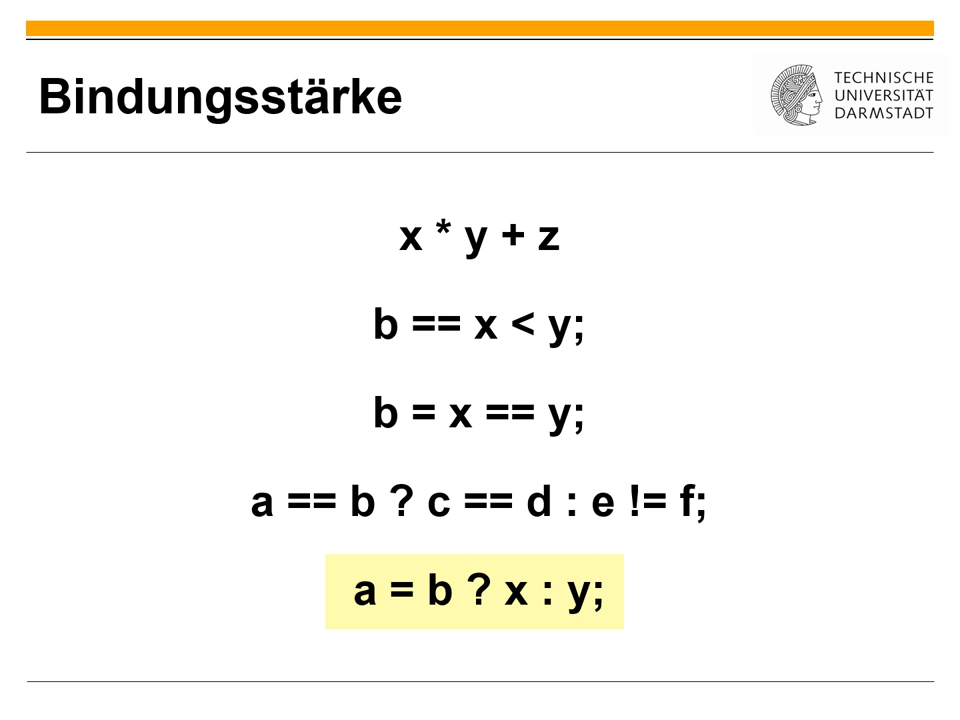 Bindungsstärke
TECHNISCHE
UNIVERSITÄT
DARMSTADT
x * y + z
b == x < y;
b = x == y;
a == b ? c == d : e != f;
a = b ? x : y;